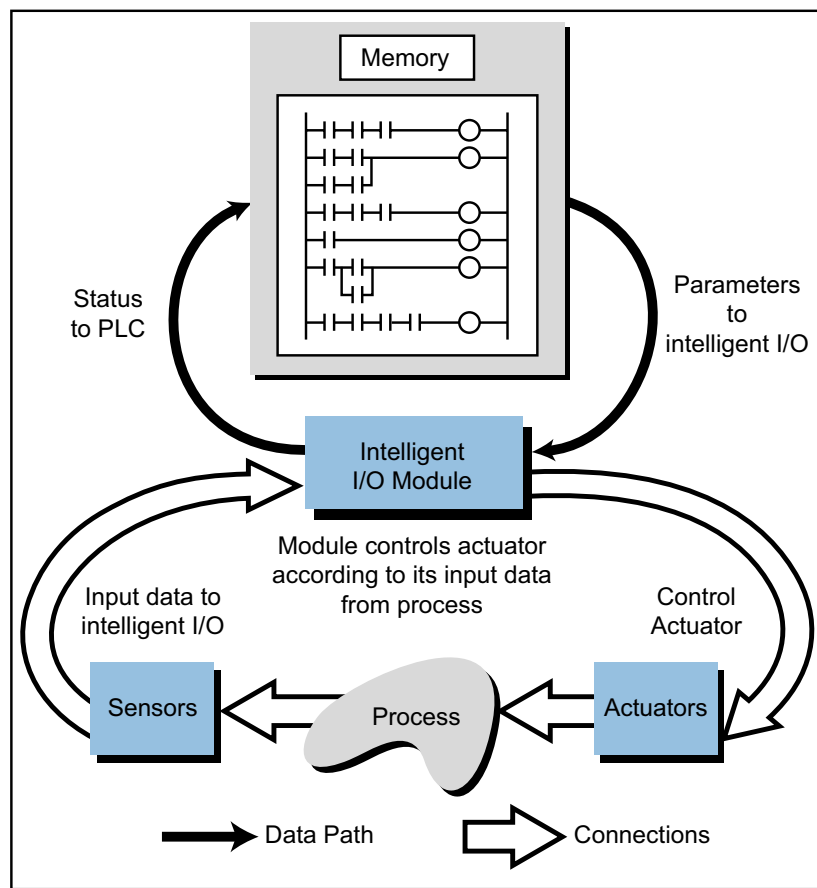 Memory
Status
to PLC
Parameters
to
intelligent I/O
Intelligent
I/O Module
Module controls actuator
according to its input data
from process
Input data to
intelligent I/O
Control
Actuator
Sensors
Process
Actuators
Data Path
Connections